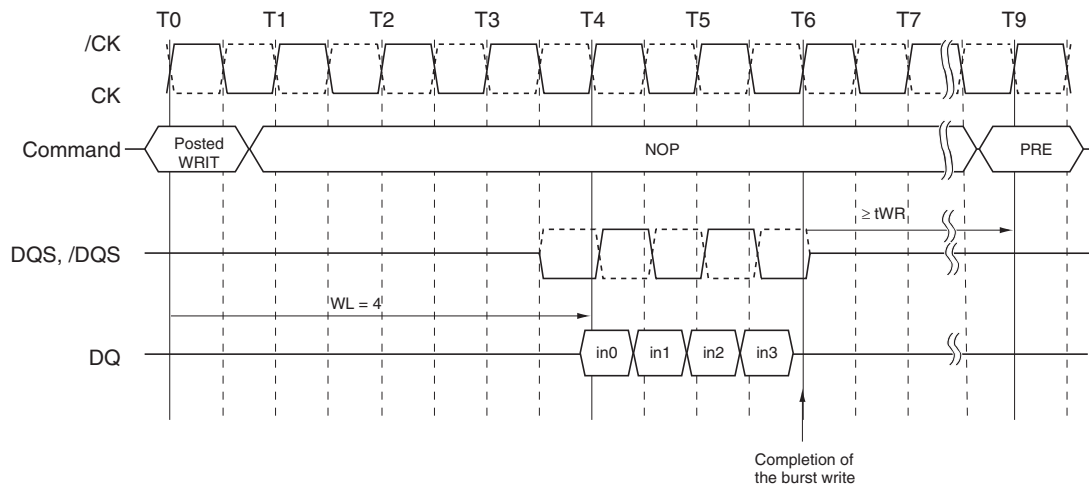 T0 T1 T2 T3 T4 T5 T6 T7 T9
/CK
CK
Command
Posted
WRIT
NOP
PRE
≥ tWR
DQS, /DQS
WL = 4
DQ
in0 in1 in2 in3
Completion of
the burst write